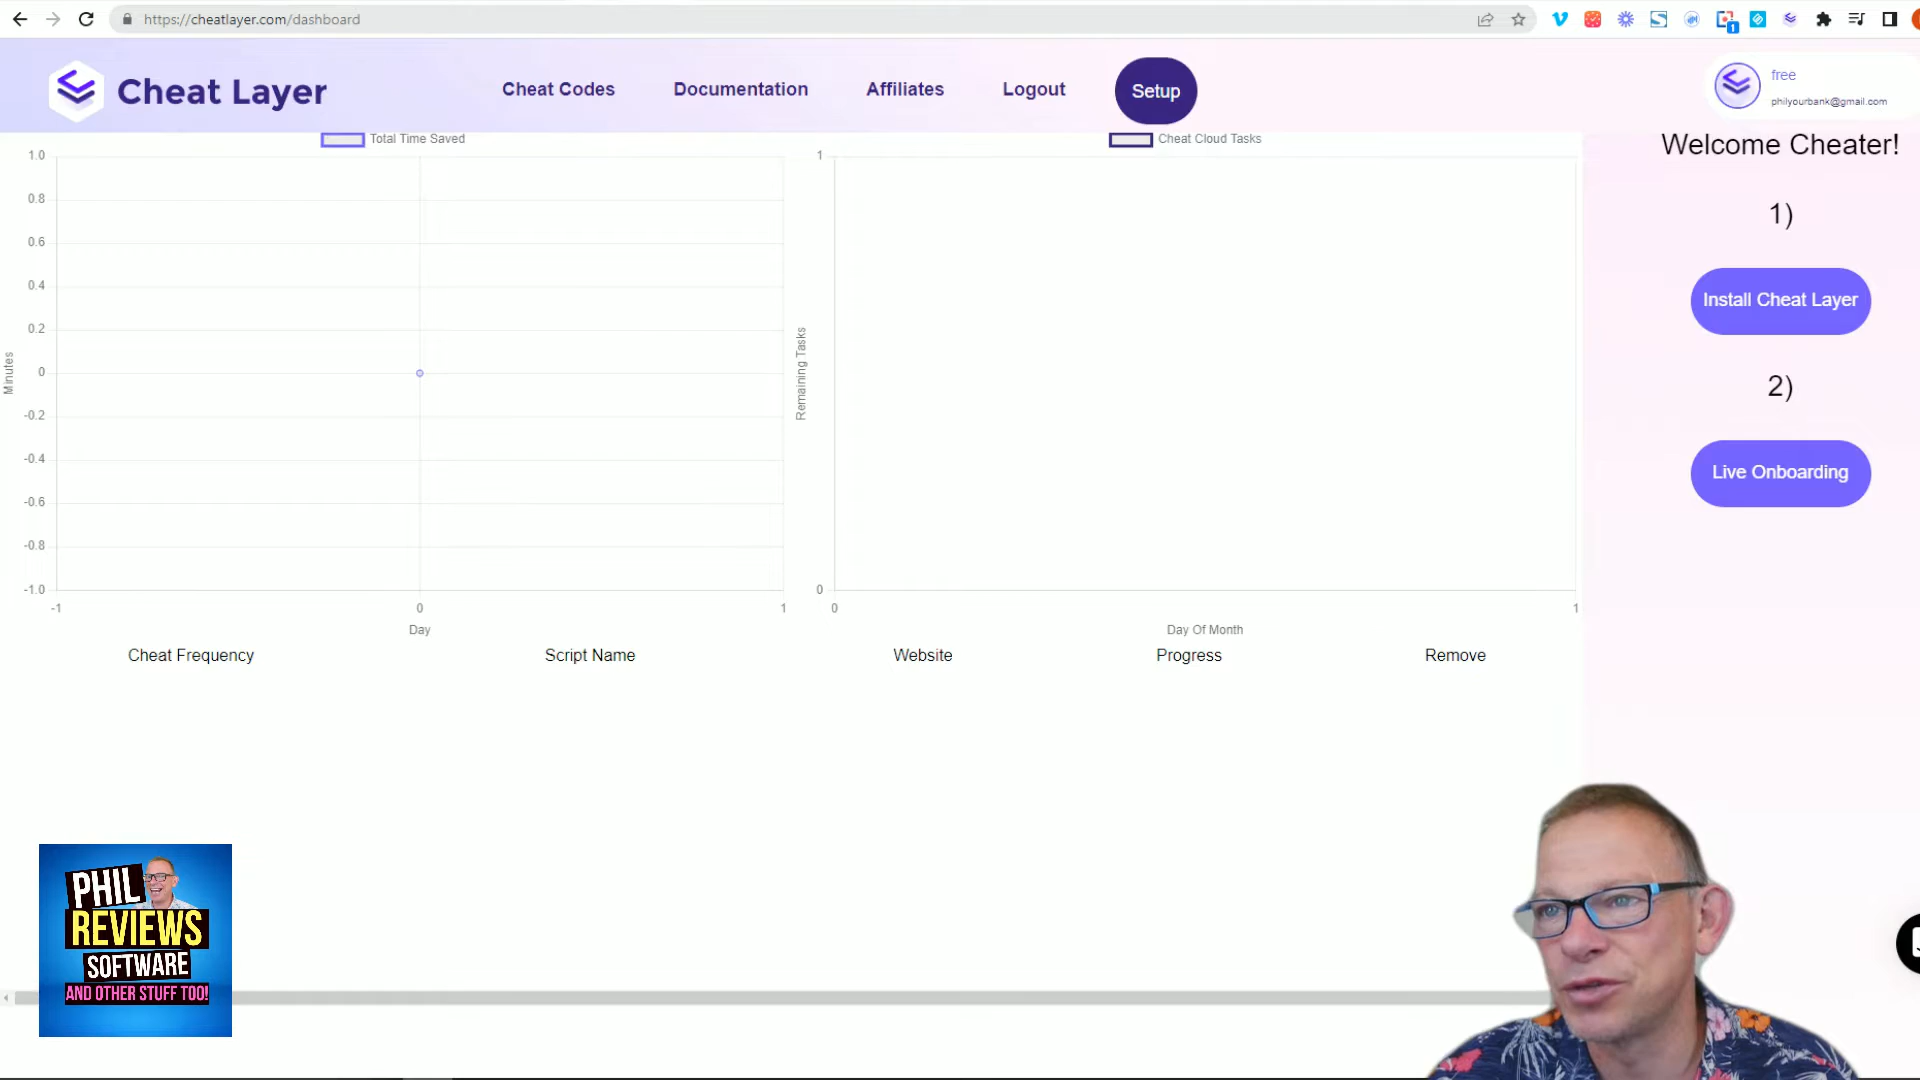 https://cheatlayer.com/dashboard
1
Cheat Layer
Cheat Codes
Documentation
Affiliates
Logout
Setup
free
philyourbank@gmail.com
Total Time Saved
1.0
0.8
0.6
0.4
0.2
0
-0.2
-0.4
-0.6
-0.8
-1.0
Minutes
-1
0
1
Day
Cheat Cloud Tasks
1
0
Remaining Tasks
0
1
Day Of Month
Welcome Cheater!
1)
Install Cheat Layer
2)
Live Onboarding
Cheat Frequency
Script Name
Website
Progress
Remove
PHIL
REVIEWS
SOFTWARE
AND OTHER STUFF TOO!